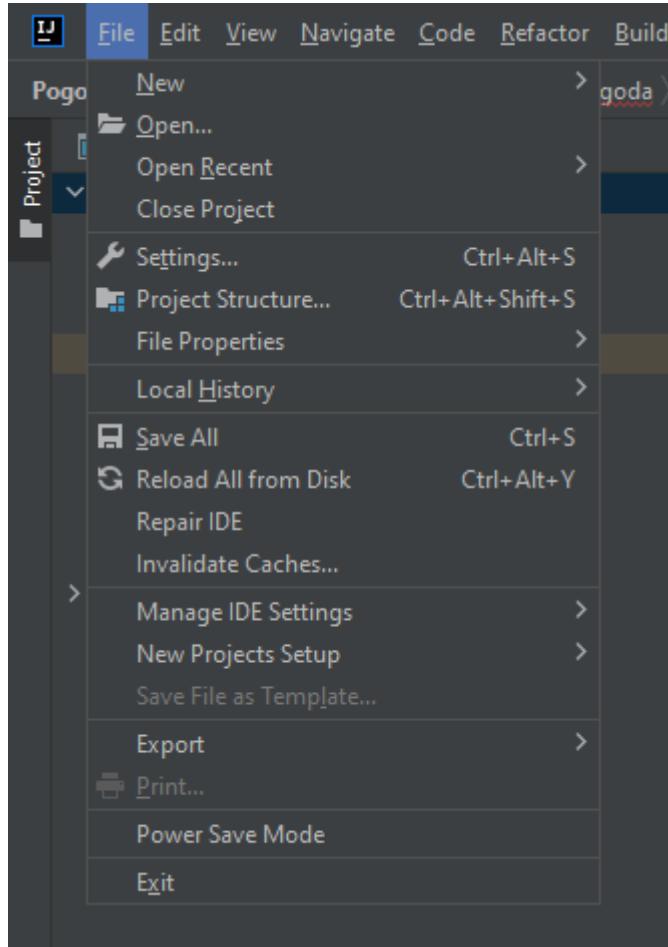 IJ File Edit View Navigate Code Refactor Build
Pogo goda
Project
New
Open...
Open Recent
Close Project
Settings... Ctrl+Alt+S
Project Structure... Ctrl+Alt+Shift+S
File Properties
Local History
Save All Ctrl+S
Reload All from Disk Ctrl+Alt+Y
Repair IDE
Invalidate Caches...
Manage IDE Settings
New Projects Setup
Save File as Template...
Export
Print...
Power Save Mode
Exit